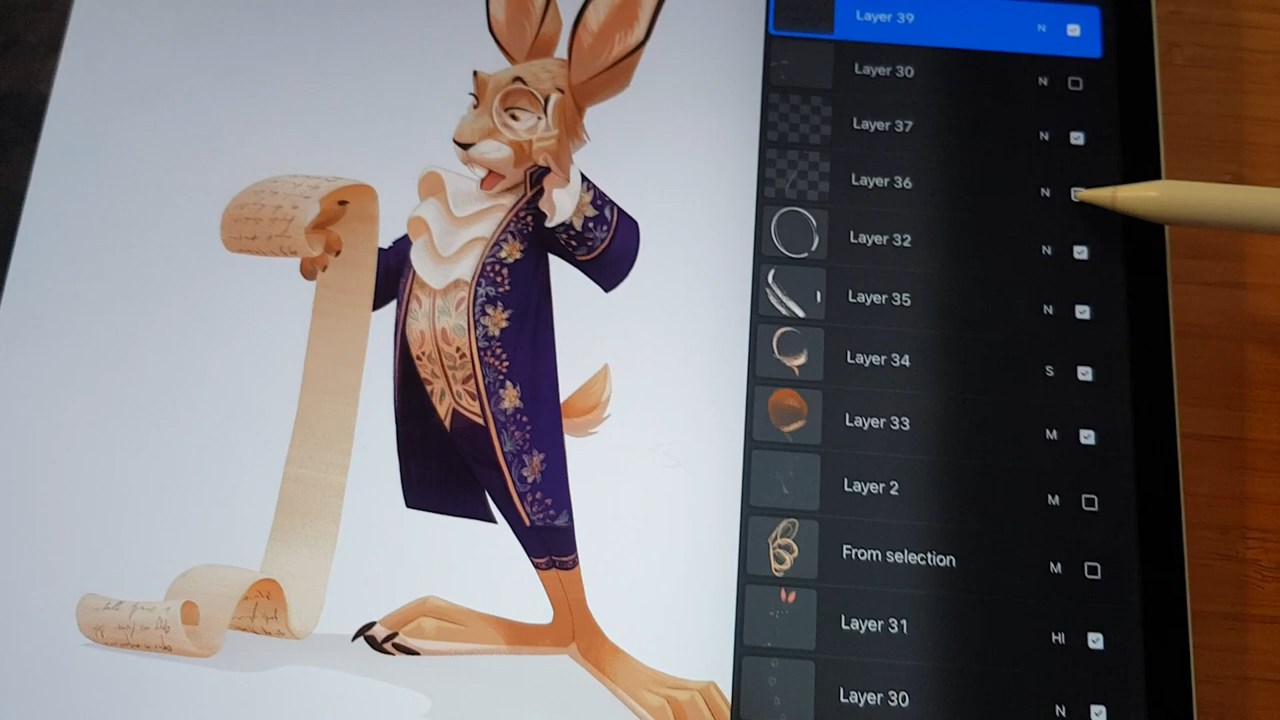 Layer 39 N
Layer 30 N
Layer 37 N
Layer 36 N
Layer 32 N
Layer 35 N
Layer 34 S
Layer 33 M
Layer 2 M
From selection M
Layer 31 HI
Layer 30 N